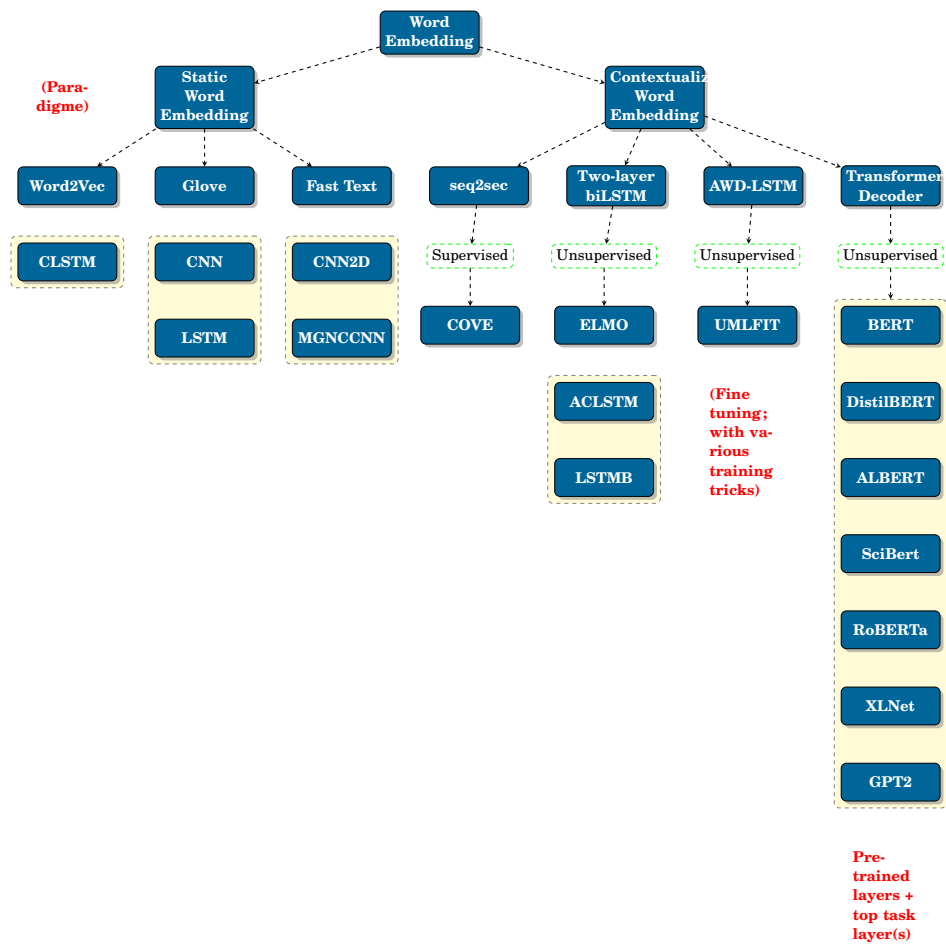 Word
Embedding
(Para-
digme)
Static
Word
Embedding
Contextualiz
Word
Embedding
Word2Vec
Glove
Fast Text
seq2sec
Two-layer
biLSTM
AWD-LSTM
Transformer
Decoder
Supervised
Unsupervised
Unsupervised
Unsupervised
CLSTM
CNN
CNN2D
LSTM
MGNCCNN
COVE
ELMO
UMLFIT
BERT
ACLSTM
LSTMB
(Fine
tuning;
with va-
rious
training
tricks)
DistilBERT
ALBERT
SciBert
RoBERTa
XLNet
GPT2
Pre-
trained
layers +
top task
layer(s)